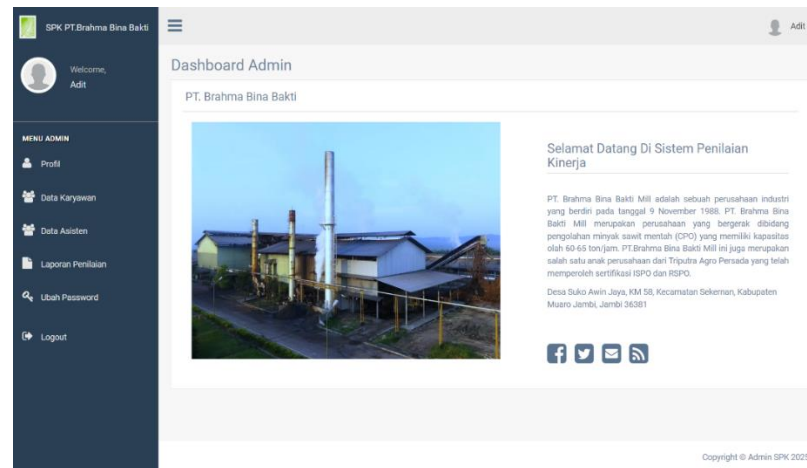 SPK PT.Brahma Bina Bakti
Adit
Welcome,
Adit
MENU ADMIN
Profil
Data Karyawan
Data Asisten
Laporan Penilaian
Ubah Password
Logout
Dashboard Admin
PT. Brahma Bina Bakti
Selamat Datang Di Sistem Penilaian
Kinerja
PT. Brahma Bina Bakti Mill adalah sebuah perusahaan industri
yang berdiri pada tanggal 9 November 1988. PT. Brahma Bina
Bakti Mill merupakan perusahaan yang bergerak dibidang
pengolahan minyak sawit mentah (CPO) yang memiliki kapasitas
olah 60-65 ton/jam. PT.Brahma Bina Bakti Mill ini juga merupakan
salah satu anak perusahaan dari Triputra Agro Persada yang telah
memperoleh sertifikasi ISPO dan RSPO.
Desa Suko Awin Jaya, KM 58, Kecamatan Sekernan, Kabupaten
Muaro Jambi, Jambi 36381
Copyright © Admin SPK 2025